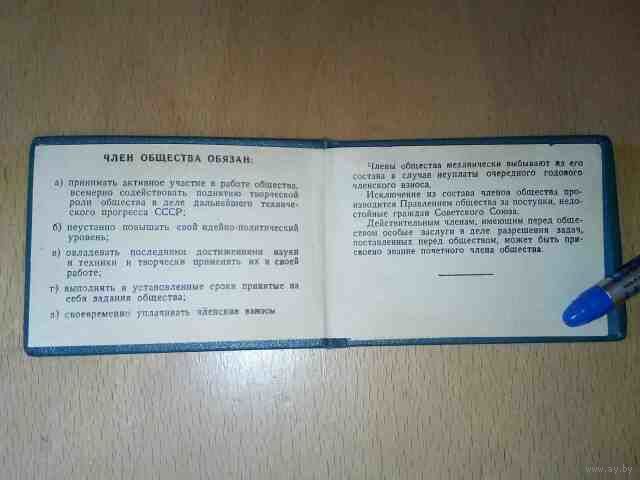 ЧЛЕН ОБЩЕСТВА ОБЯЗАН:
а) принимать активное участие в работе общества,
всемерно содействовать поднятию творческой
роли общества в деле дальнейшего техниче-
ского прогресса СССР;
б) неустанно повышать свой идейно-политический
уровень;
в) овладевать последними достижениями науки
и техники и творчески применять их в своей
работе;
г) выполнять в установленные сроки принятые на
себя задания общества;
д) своевременно уплачивать членские взносы
Члены общества механически выбывают из его
состава в случае неуплаты очередного годового
членского взноса.
Исключение из состава членов общества про-
изводится Правлением общества за поступки, недо-
стойные граждан Советского Союза.
Действительным членам, имеющим перед обще-
ством особые заслуги в деле разрешения задач,
поставленных перед обществом, может быть при-
своено звание почетного члена общества.
www.ay.by